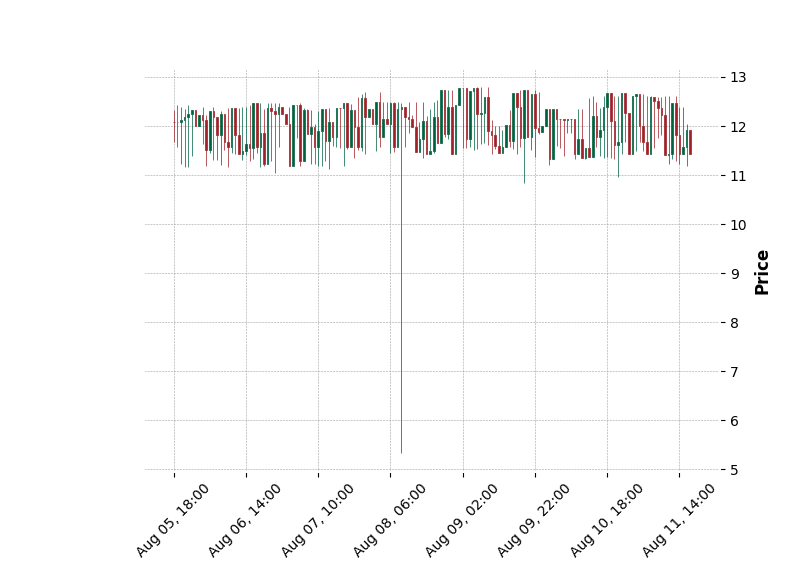 13
12
11
10
9
8
7
6
5
Price
Aug 05, 18:00
Aug 06, 14:00
Aug 07, 10:00
Aug 08, 06:00
Aug 09, 02:00
Aug 09, 22:00
Aug 10, 18:00
Aug 11, 14:00